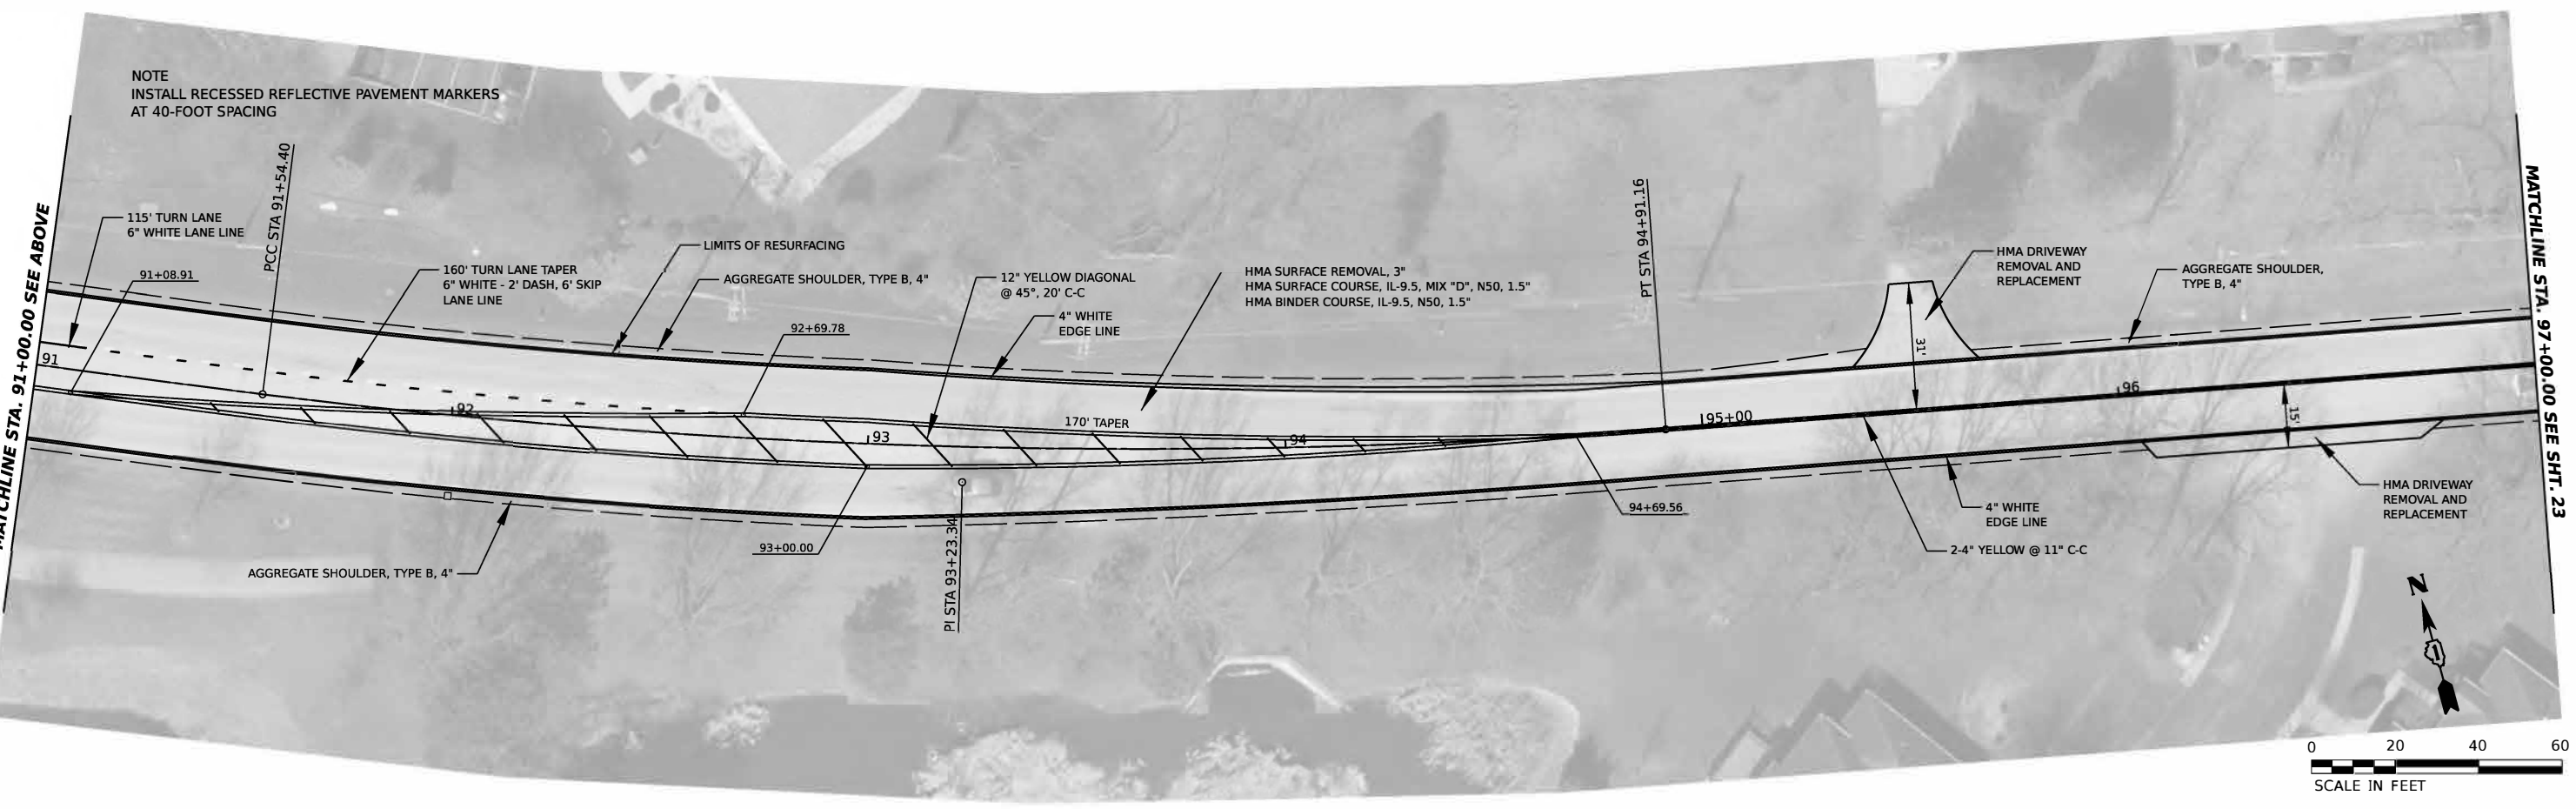 NOTE
INSTALL RECESSED REFLECTIVE PAVEMENT MARKERS
AT 40-FOOT SPACING
MATCHLINE STA. 91+00.00 SEE ABOVE
115' TURN LANE
6" WHITE LANE LINE
91+08.91
91
PCC STA 91+54.40
160' TURN LANE TAPER
6" WHITE - 2' DASH, 6' SKIP
LANE LINE
LIMITS OF RESURFACING
AGGREGATE SHOULDER, TYPE B, 4"
92+69.78
92
12" YELLOW DIAGONAL
@ 45°, 20' C-C
4" WHITE
EDGE LINE
HMA SURFACE REMOVAL, 3"
HMA SURFACE COURSE, IL-9.5, MIX "D", N50, 1.5"
HMA BINDER COURSE, IL-9.5, N50, 1.5"
170' TAPER
93
94
AGGREGATE SHOULDER, TYPE B, 4"
93+00.00
PI STA 93+23.34
PT STA 94+91.16
94+69.56
95+00
31'
HMA DRIVEWAY
REMOVAL AND
REPLACEMENT
AGGREGATE SHOULDER,
TYPE B, 4"
96
15'
4" WHITE
EDGE LINE
2-4" YELLOW @ 11" C-C
HMA DRIVEWAY
REMOVAL AND
REPLACEMENT
MATCHLINE STA. 97+00.00 SEE SHT. 23
N
0 20 40 60
SCALE IN FEET